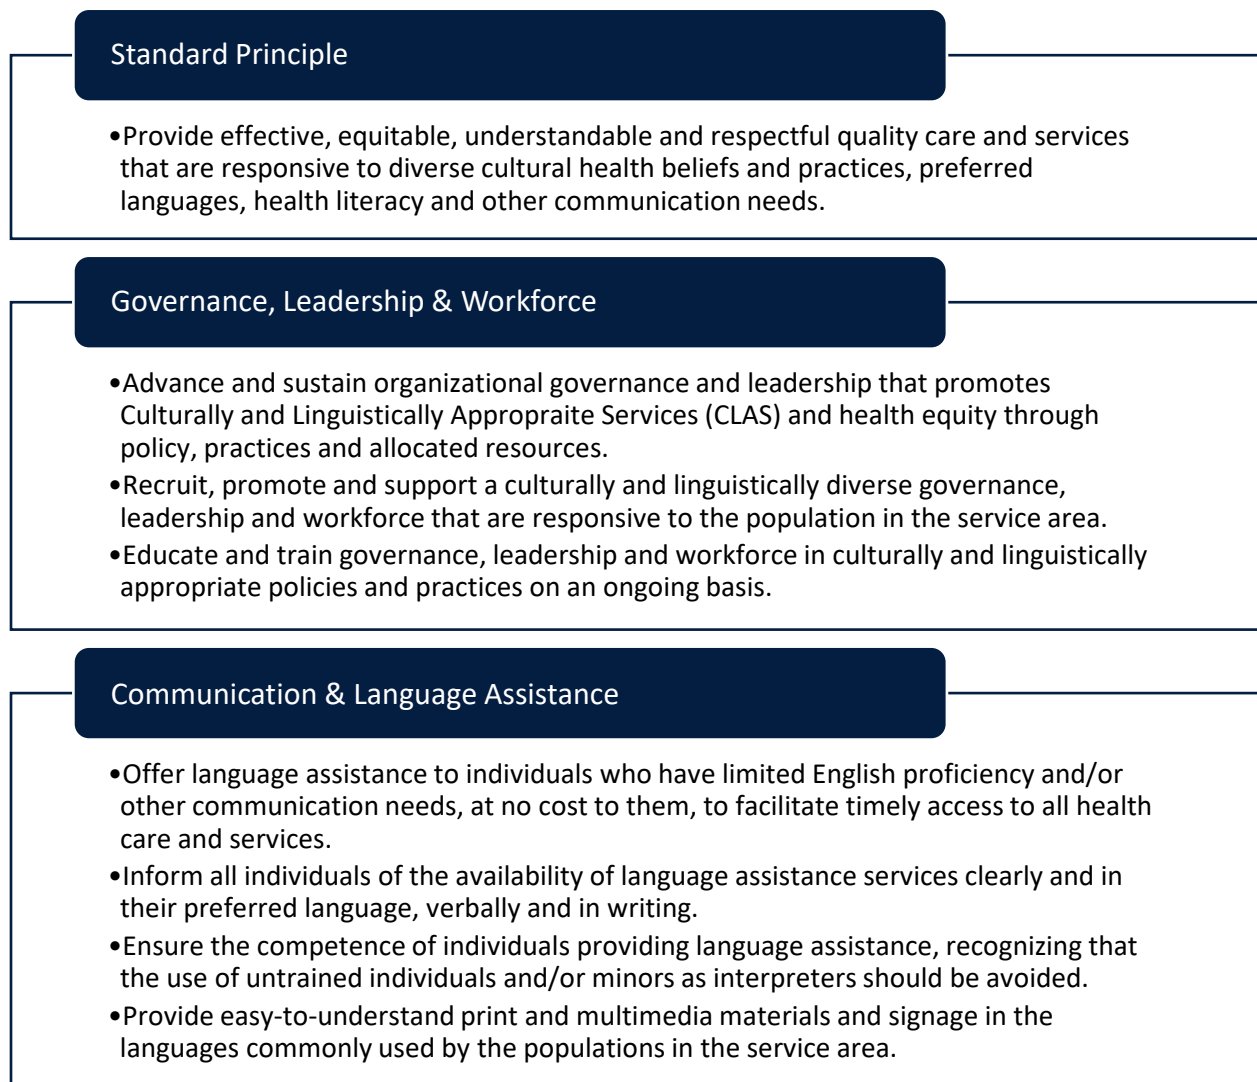 Standard Principle
•Provide effective, equitable, understandable and respectful quality care and services
that are responsive to diverse cultural health beliefs and practices, preferred
languages, health literacy and other communication needs.
Governance, Leadership & Workforce
•Advance and sustain organizational governance and leadership that promotes
Culturally and Linguistically Appropraite Services (CLAS) and health equity through
policy, practices and allocated resources.
•Recruit, promote and support a culturally and linguistically diverse governance,
leadership and workforce that are responsive to the population in the service area.
•Educate and train governance, leadership and workforce in culturally and linguistically
appropriate policies and practices on an ongoing basis.
Communication & Language Assistance
•Offer language assistance to individuals who have limited English proficiency and/or
other communication needs, at no cost to them, to facilitate timely access to all health
care and services.
•Inform all individuals of the availability of language assistance services clearly and in
their preferred language, verbally and in writing.
•Ensure the competence of individuals providing language assistance, recognizing that
the use of untrained individuals and/or minors as interpreters should be avoided.
•Provide easy-to-understand print and multimedia materials and signage in the
languages commonly used by the populations in the service area.